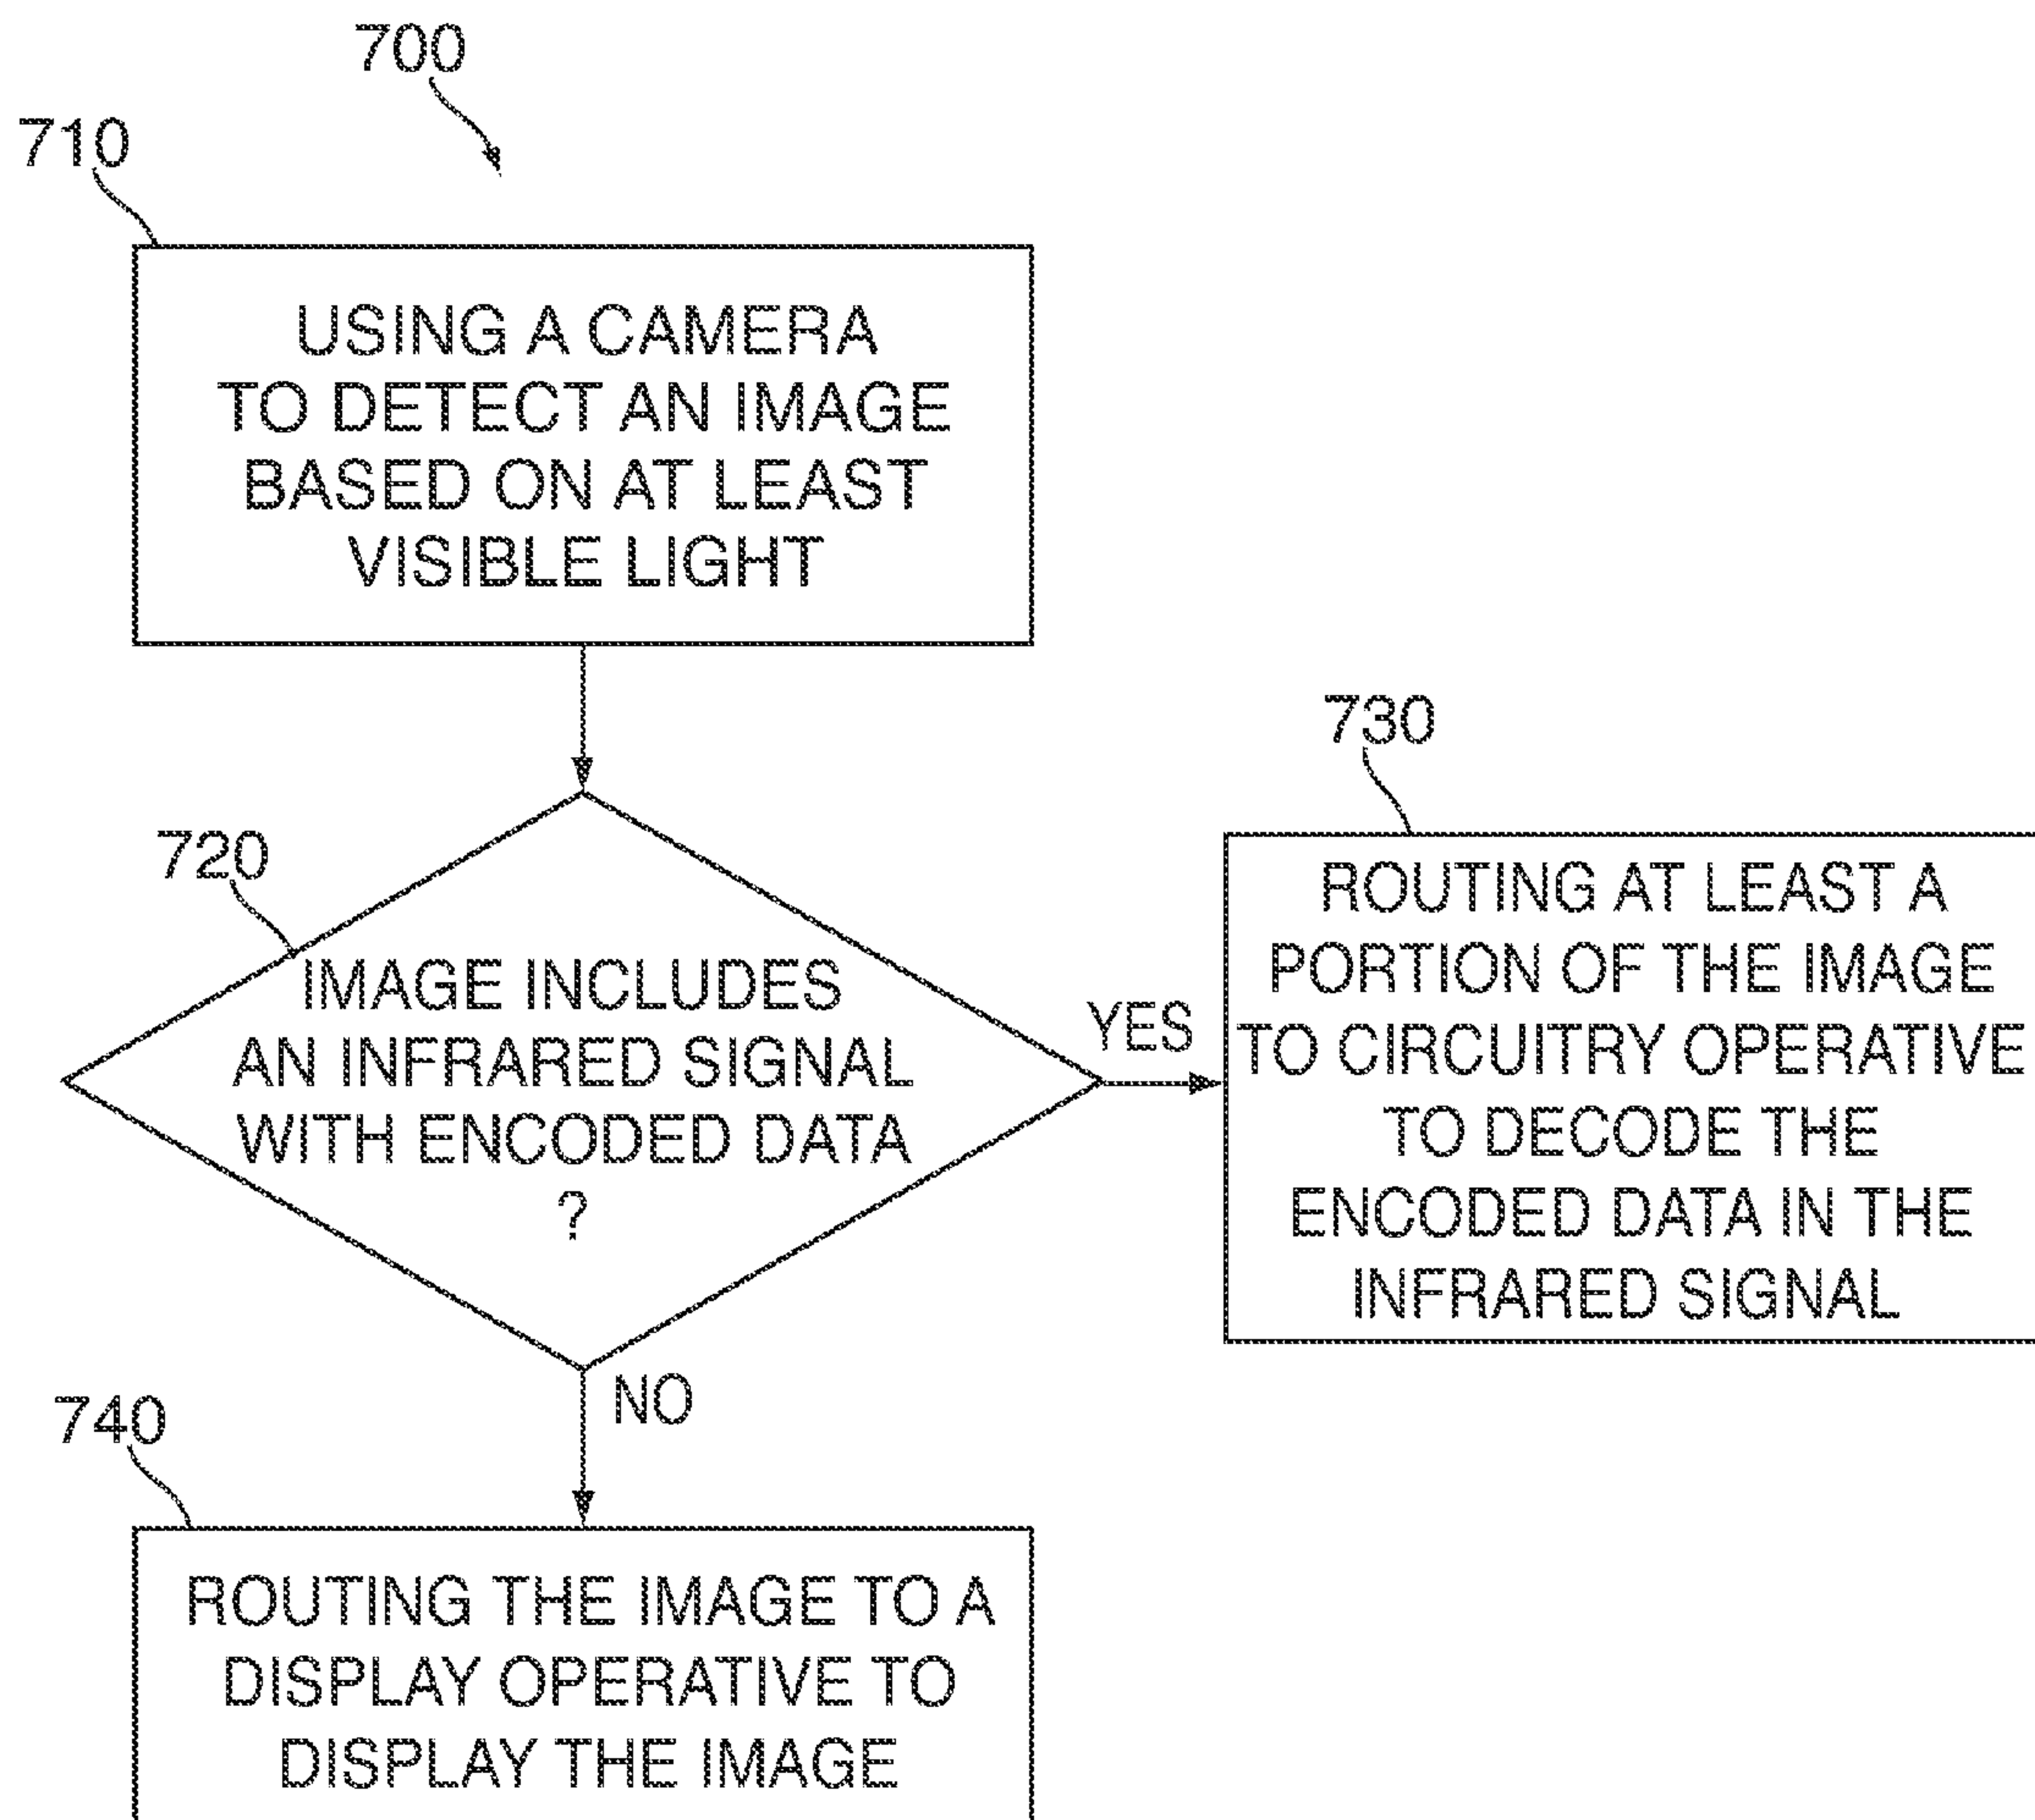 700
710
USING A CAMERA
TO DETECT AN IMAGE
BASED ON AT LEAST
VISIBLE LIGHT
720
IMAGE INCLUDES
AN INFRARED SIGNAL
WITH ENCODED DATA
?
YES
730
ROUTING AT LEAST A
PORTION OF THE IMAGE
TO CIRCUITRY OPERATIVE
TO DECODE THE
ENCODED DATA IN THE
INFRARED SIGNAL
NO
740
ROUTING THE IMAGE TO A
DISPLAY OPERATIVE TO
DISPLAY THE IMAGE